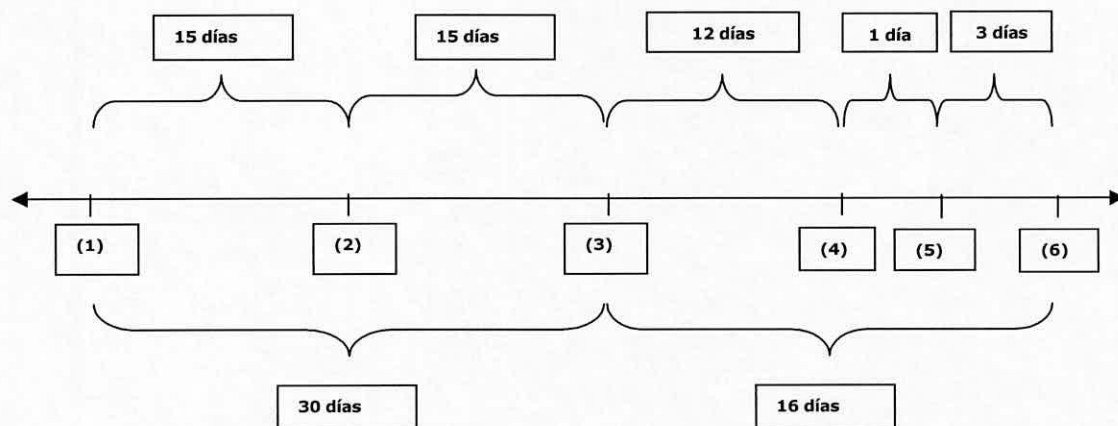 15 días 15 días 12 días 1 día 3 días
(1) (2) (3) (4) (5) (6)
30 días 16 días